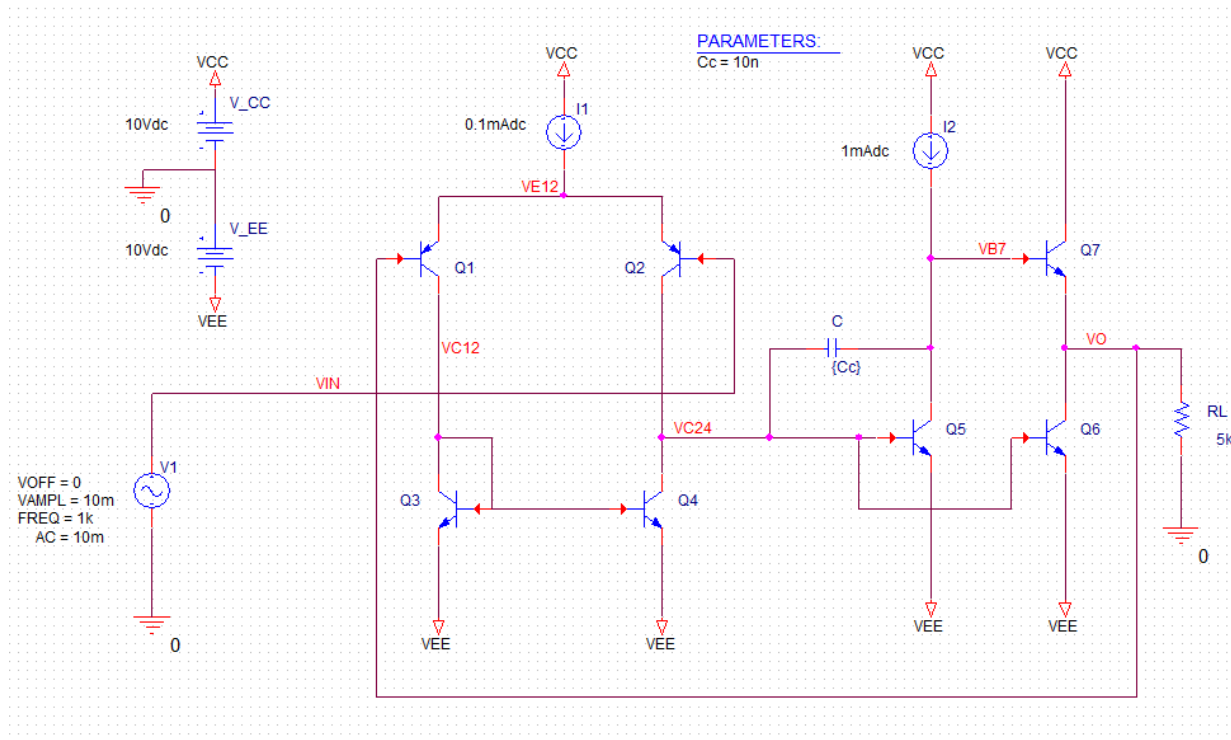 PARAMETERS:
Cc = 10n
VCC
V_CC
10Vdc
0
V_EE
10Vdc
VEE
VCC
I1
0.1mAdc
VE12
Q1
Q2
VC12
VIN
V1
VOFF = 0
VAMPL = 10m
FREQ = 1k
AC = 10m
0
Q3
Q4
VEE
VEE
VC24
C
{Cc}
VCC
I2
1mAdc
VB7
VCC
Q7
VO
Q5
Q6
VEE
VEE
RL
5k
0